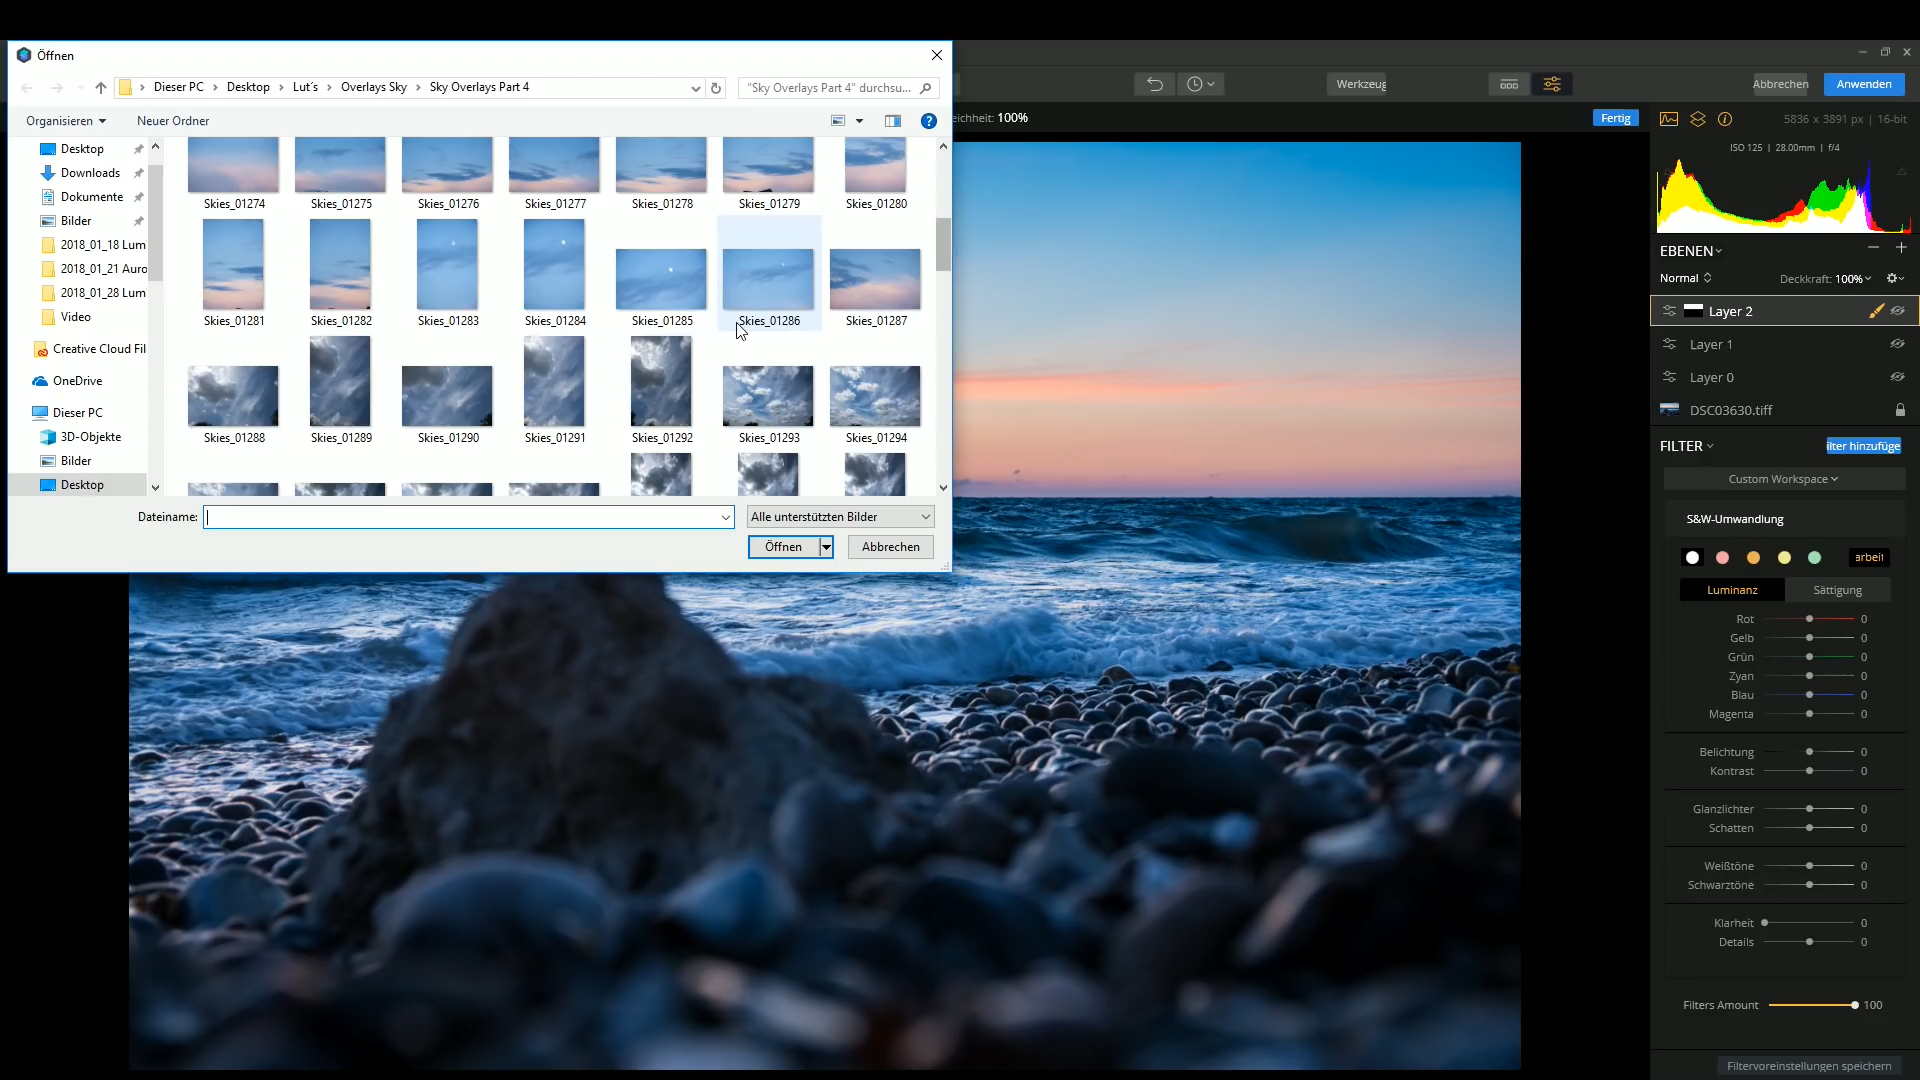 Öffnen
Dieser PC > Desktop > Lut´s > Overlays Sky > Sky Overlays Part 4
"Sky Overlays Part 4" durchsu...
Werkzeug
Abbrechen
Anwenden
Organisieren
Neuer Ordner
eichheit: 100%
Fertig
5836 x 3891 px | 16-bit
ISO 125 | 28.00mm | f/4
Desktop
Downloads
Dokumente
Bilder
2018_01_18 Lum
2018_01_21 Auro
2018_01_28 Lum
Video
Creative Cloud Fil
OneDrive
Dieser PC
3D-Objekte
Bilder
Desktop
Skies_01274
Skies_01275
Skies_01276
Skies_01277
Skies_01278
Skies_01279
Skies_01280
Skies_01281
Skies_01282
Skies_01283
Skies_01284
Skies_01285
Skies_01286
Skies_01287
Skies_01288
Skies_01289
Skies_01290
Skies_01291
Skies_01292
Skies_01293
Skies_01294
Dateiname:
Alle unterstützten Bilder
Öffnen
Abbrechen
EBENEN
Normal
Deckkraft: 100%
Layer 2
Layer 1
Layer 0
DSC03630.tiff
FILTER
ilter hinzufüge
Custom Workspace
S&W-Umwandlung
arbeit
Luminanz
Sättigung
Rot 0
Gelb 0
Grün 0
Zyan 0
Blau 0
Magenta 0
Belichtung 0
Kontrast 0
Glanzlichter 0
Schatten 0
Weißtöne 0
Schwarztöne 0
Klarheit 0
Details 0
Filters Amount 100
Filtervoreinstellungen speichern